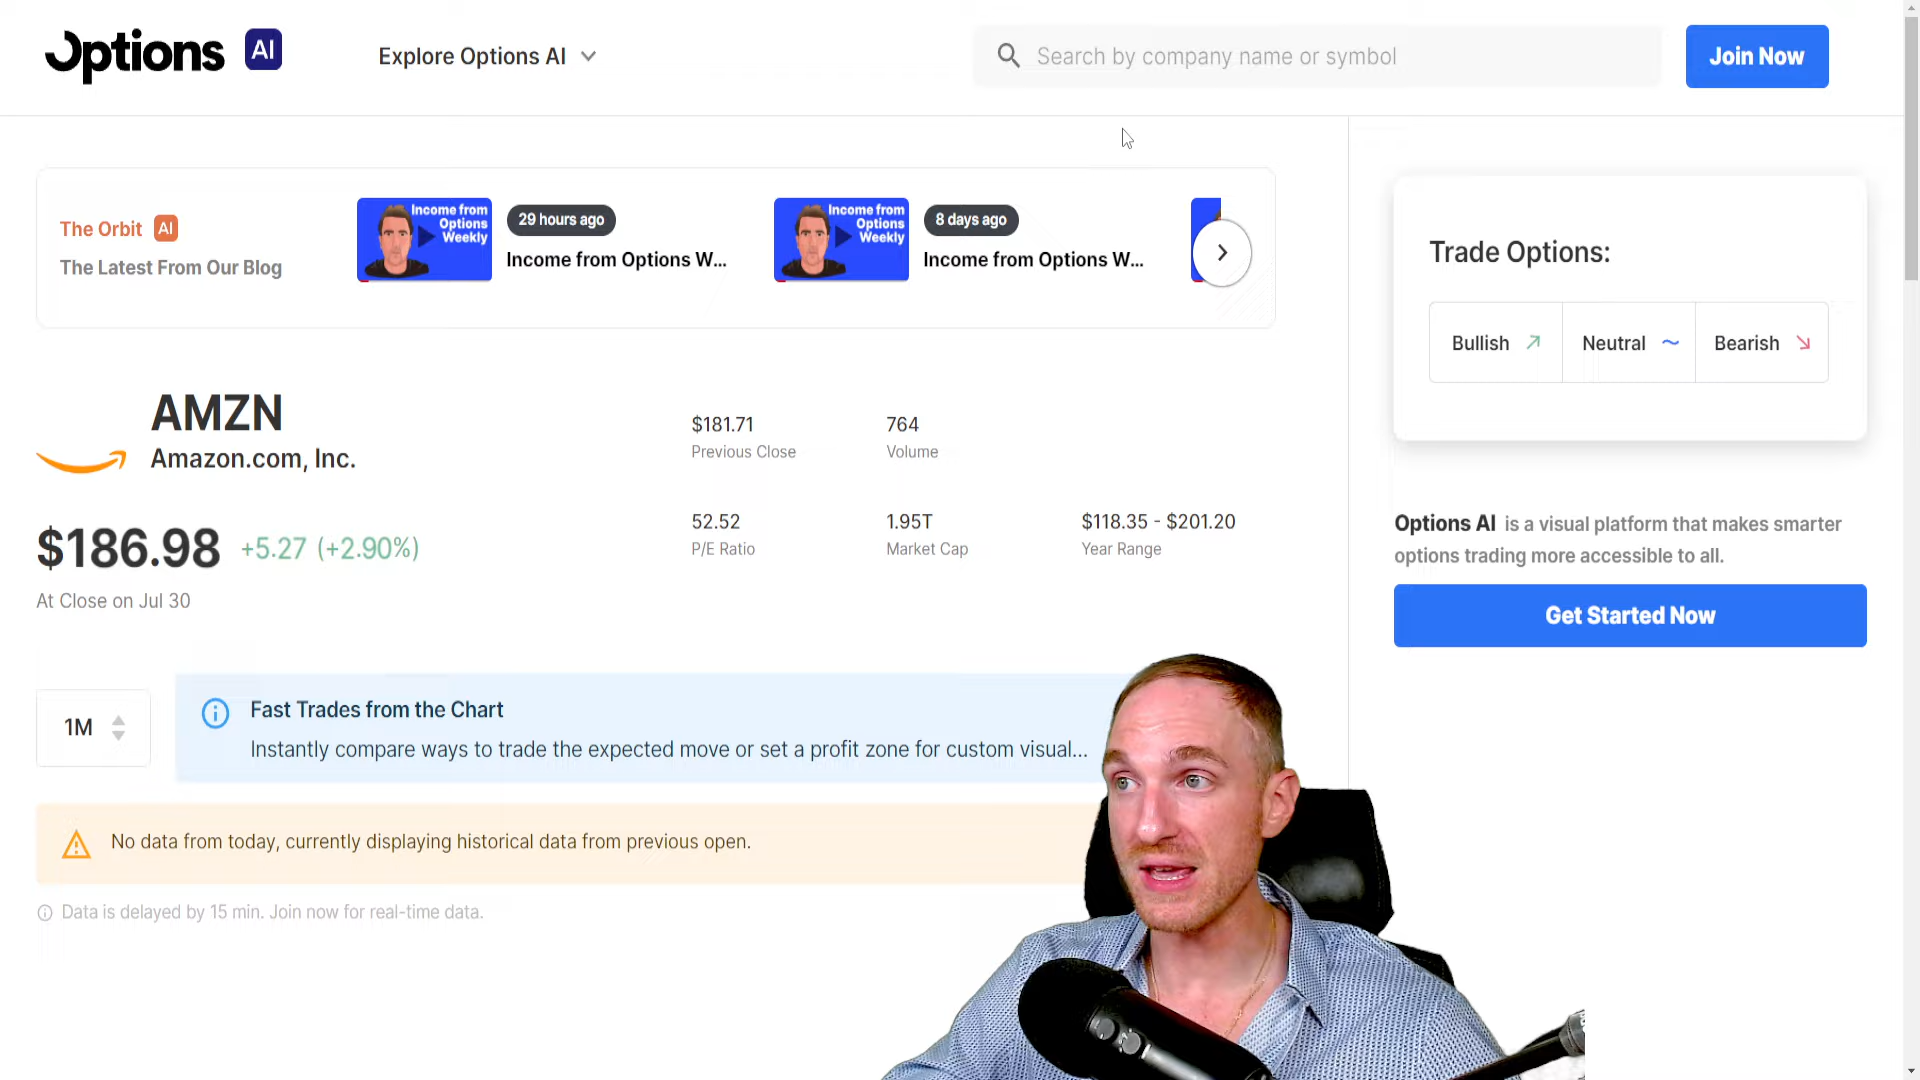 Options AI
Explore Options AI
Search by company name or symbol
Join Now
The Orbit AI
The Latest From Our Blog
Income from
Options
Weekly
29 hours ago
Income from Options W...
Income from
Options
Weekly
8 days ago
Income from Options W...
Trade Options:
Bullish
Neutral
Bearish
AMZN
Amazon.com, Inc.
$186.98 +5.27 (+2.90%)
At Close on Jul 30
$181.71
Previous Close
764
Volume
52.52
P/E Ratio
1.95T
Market Cap
$118.35 - $201.20
Year Range
Options AI is a visual platform that makes smarter
options trading more accessible to all.
Get Started Now
1M
Fast Trades from the Chart
Instantly compare ways to trade the expected move or set a profit zone for custom visual...
No data from today, currently displaying historical data from previous open.
Data is delayed by 15 min. Join now for real-time data.